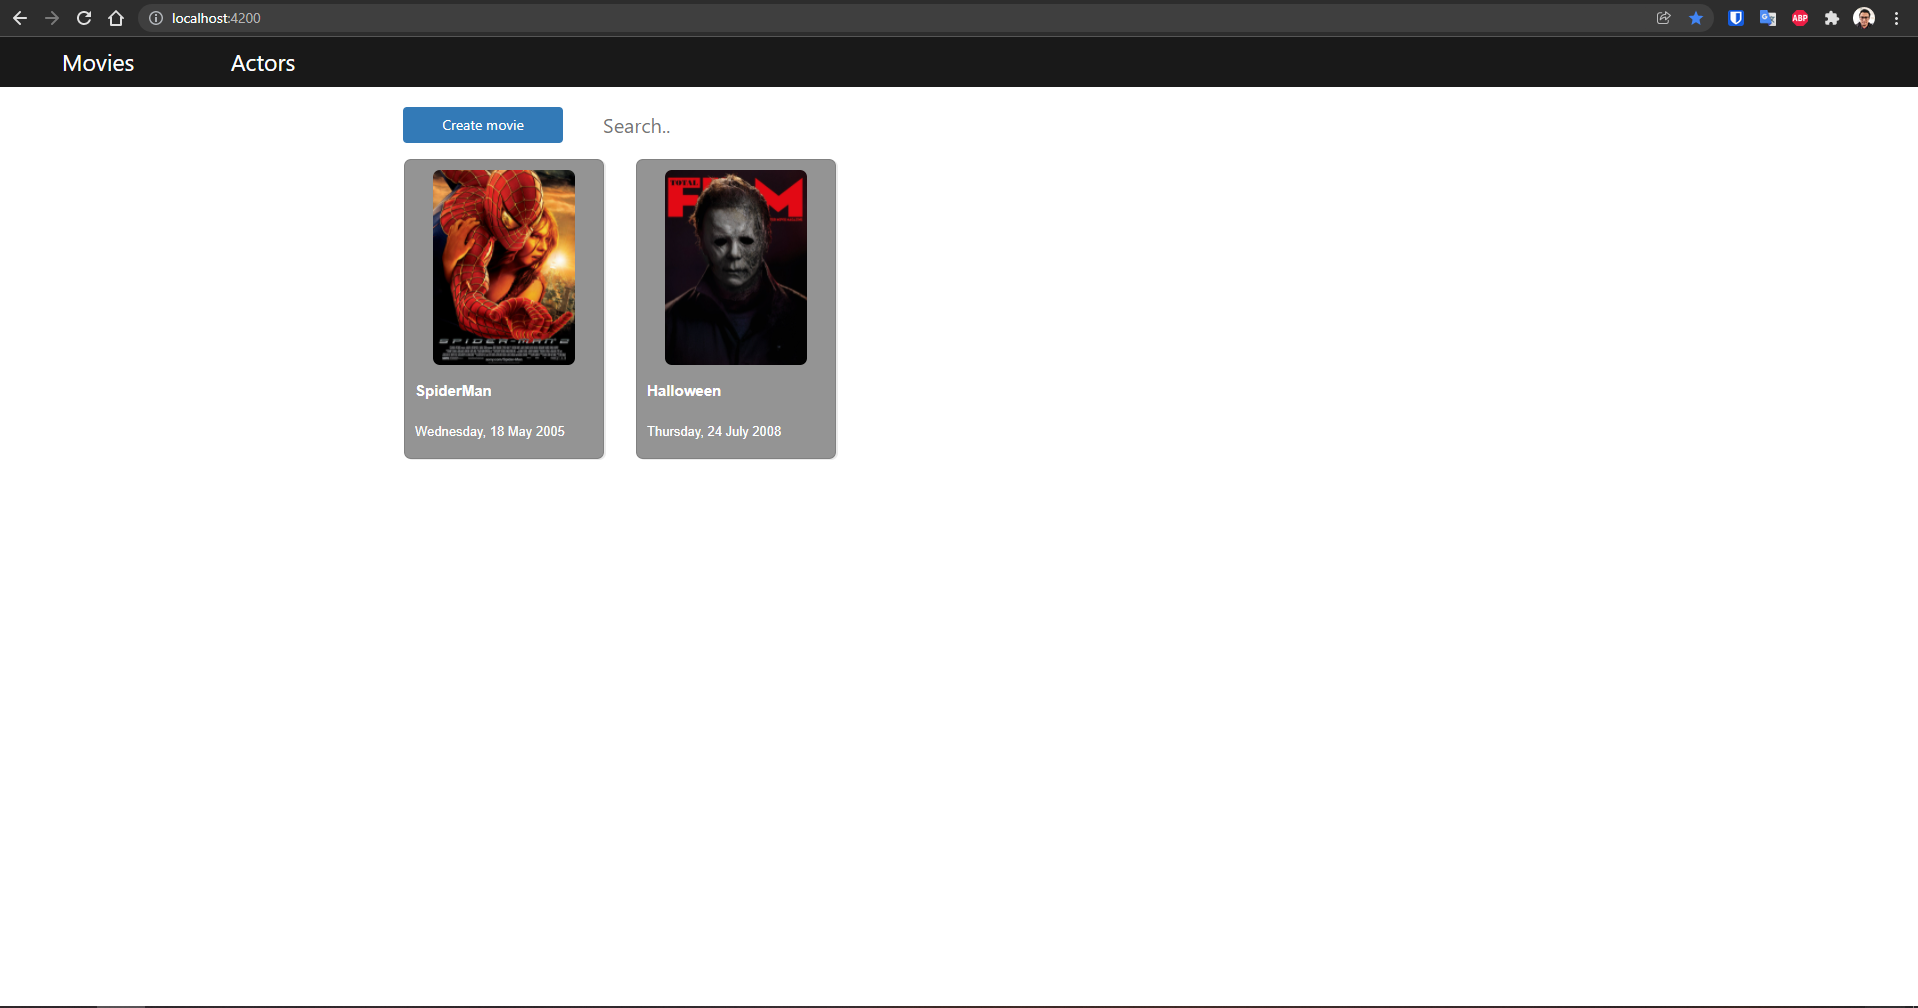 localhost:4200
ABP
Movies Actors
Create movie Search..
TOTAL
FILM
SPIDER-MAN 2
SpiderMan Halloween
Wednesday, 18 May 2005 Thursday, 24 July 2008